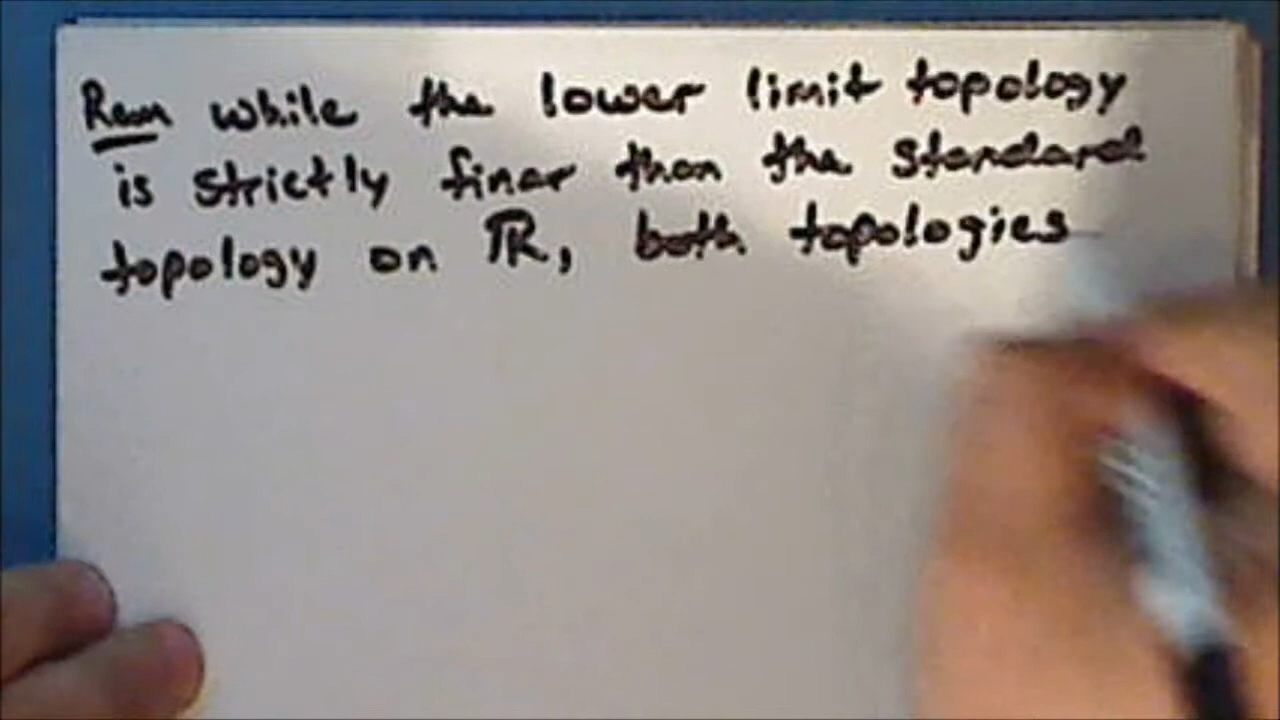 Rem while the lower limit topology
is strictly finer than the standard
topology on ℝ, both topologies